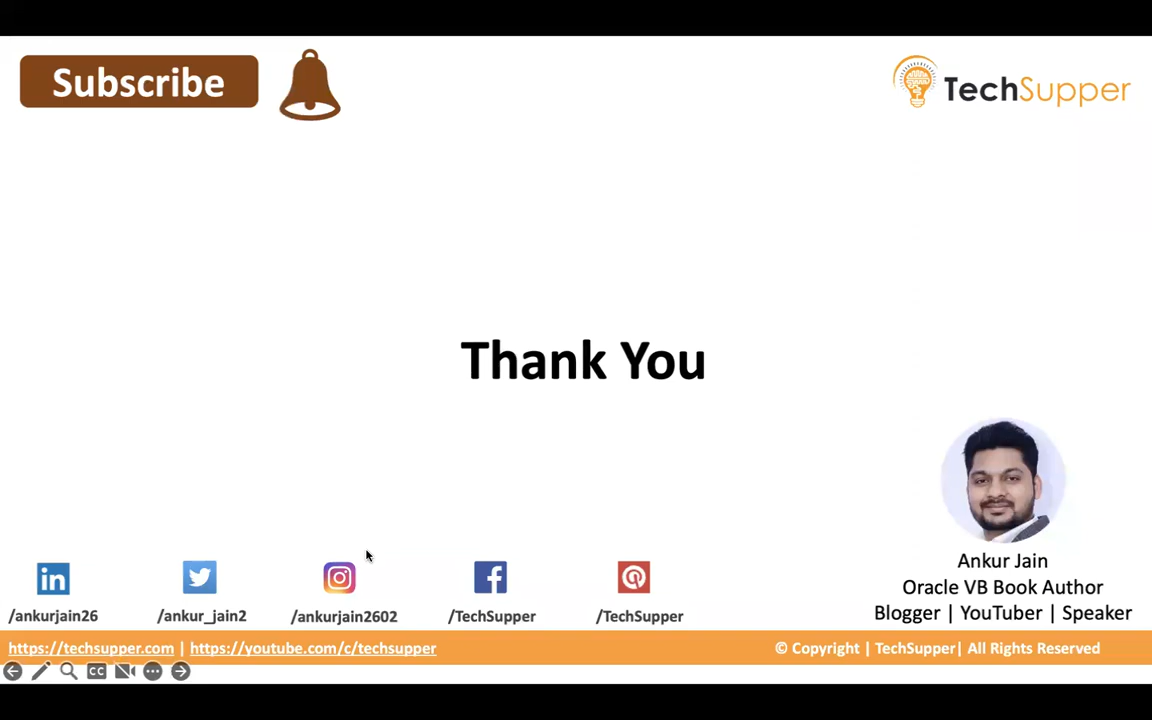 Subscribe
TechSupper
Thank You
Ankur Jain
Oracle VB Book Author
Blogger | YouTuber | Speaker
/ankurjain26
/ankur_jain2
/ankurjain2602
/TechSupper
/TechSupper
https://techsupper.com | https://youtube.com/c/techsupper
© Copyright | TechSupper| All Rights Reserved
CC